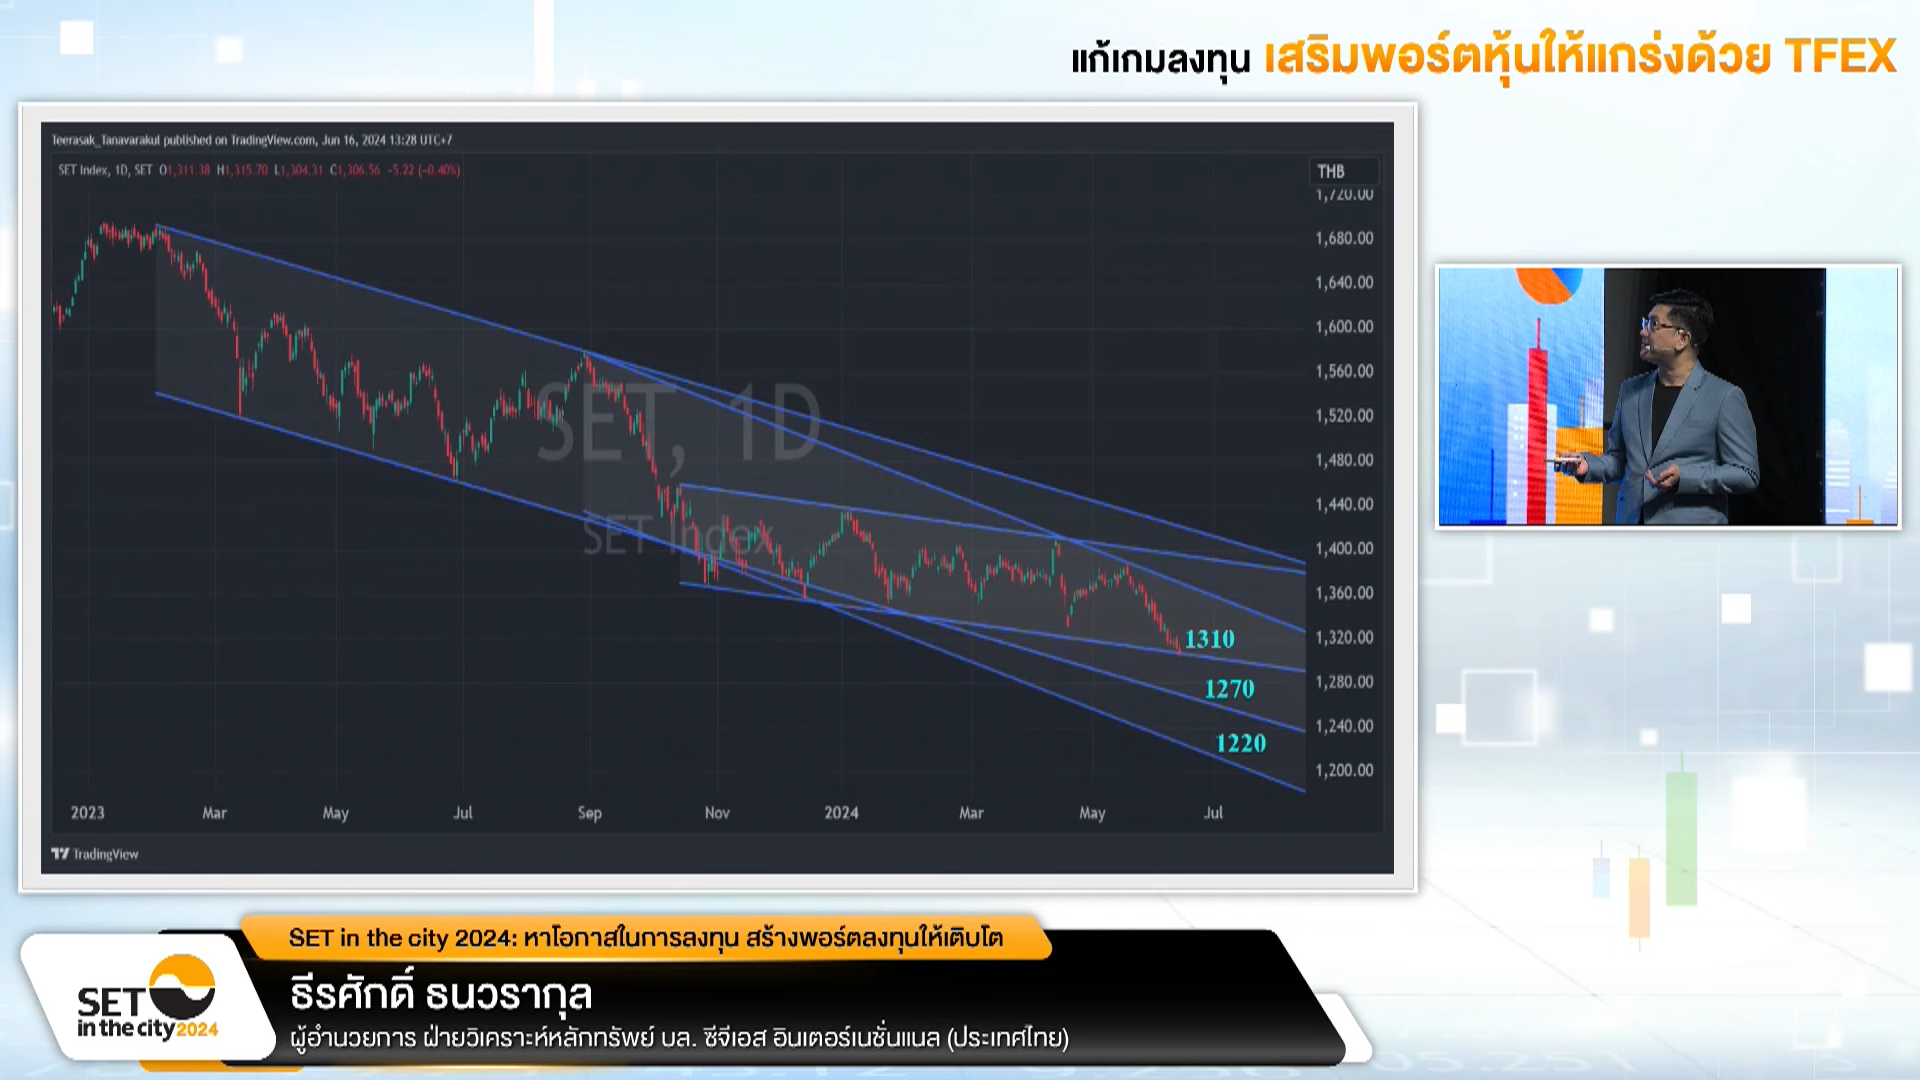 แก้เกมลงทุน เสริมพอร์ตหุ้นให้แกร่งด้วย TFEX
Teerasak_Tanavarakul published on TradingView.com, Jun 16, 2024 13:28 UTC+7
SET Index, 1D, SET O1,311.38 H1,315.70 L1,304.31 C1,306.56 -5.22 (-0.40%)
THB
1,720.00
1,680.00
1,640.00
1,600.00
1,560.00
1,520.00
1,480.00
1,440.00
1,400.00
1,360.00
1,320.00
1,280.00
1,240.00
1,200.00
SET, 1D
SET Index
1310
1270
1220
2023 Mar May Jul Sep Nov 2024 Mar May Jul
TradingView
SET in the city 2024: หาโอกาสในการลงทุน สร้างพอร์ตลงทุนให้เติบโต
ธีรศักดิ์ ธนวรากุล
ผู้อำนวยการ ฝ่ายวิเคราะห์หลักทรัพย์ บล. ซีจีเอส อินเตอร์เนชั่นแนล (ประเทศไทย)
SET
in the city 2024